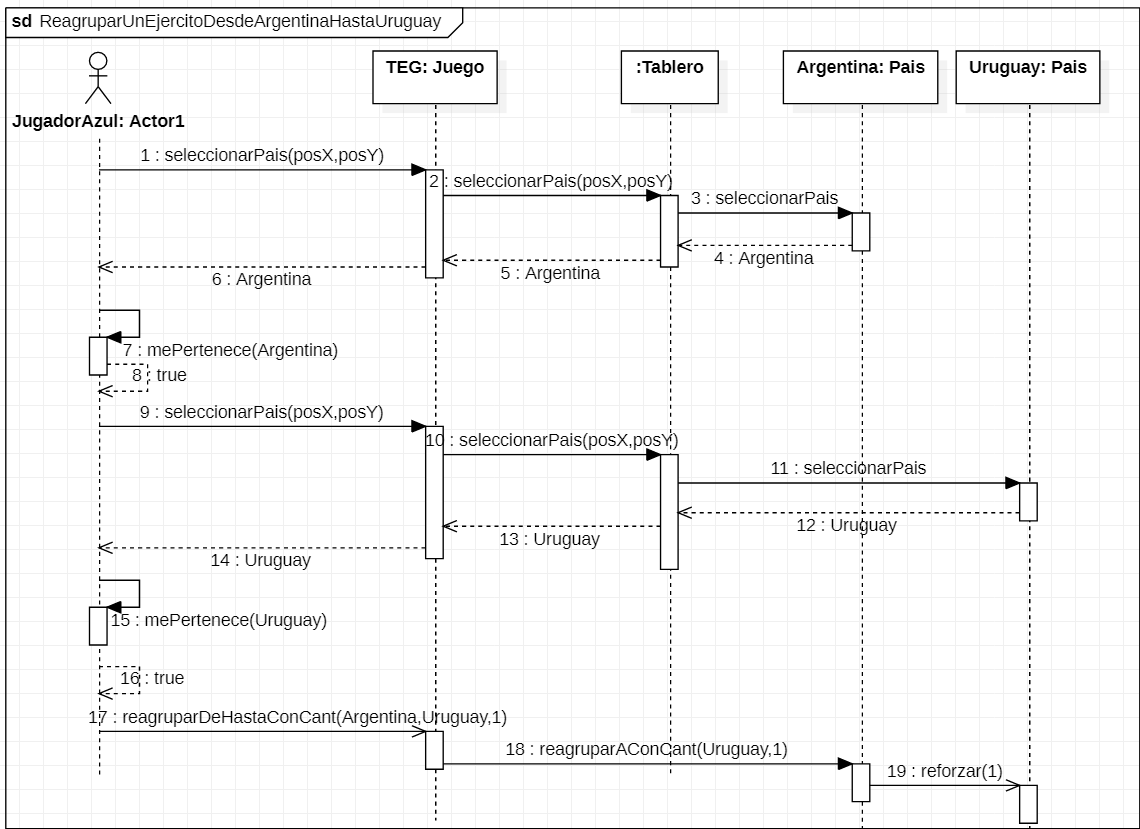 sd ReagruparUnEjercitoDesdeArgentinaHastaUruguay
TEG: Juego
:Tablero
Argentina: Pais
Uruguay: Pais
JugadorAzul: Actor1
1 : seleccionarPais(posX,posY)
2 : seleccionarPais(posX,posY)
3 : seleccionarPais
4 : Argentina
5 : Argentina
6 : Argentina
7 : mePertenece(Argentina)
8 : true
9 : seleccionarPais(posX,posY)
10 : seleccionarPais(posX,posY)
11 : seleccionarPais
12 : Uruguay
13 : Uruguay
14 : Uruguay
15 : mePertenece(Uruguay)
16 : true
17 : reagruparDeHastaConCant(Argentina,Uruguay,1)
18 : reagruparAConCant(Uruguay,1)
19 : reforzar(1)